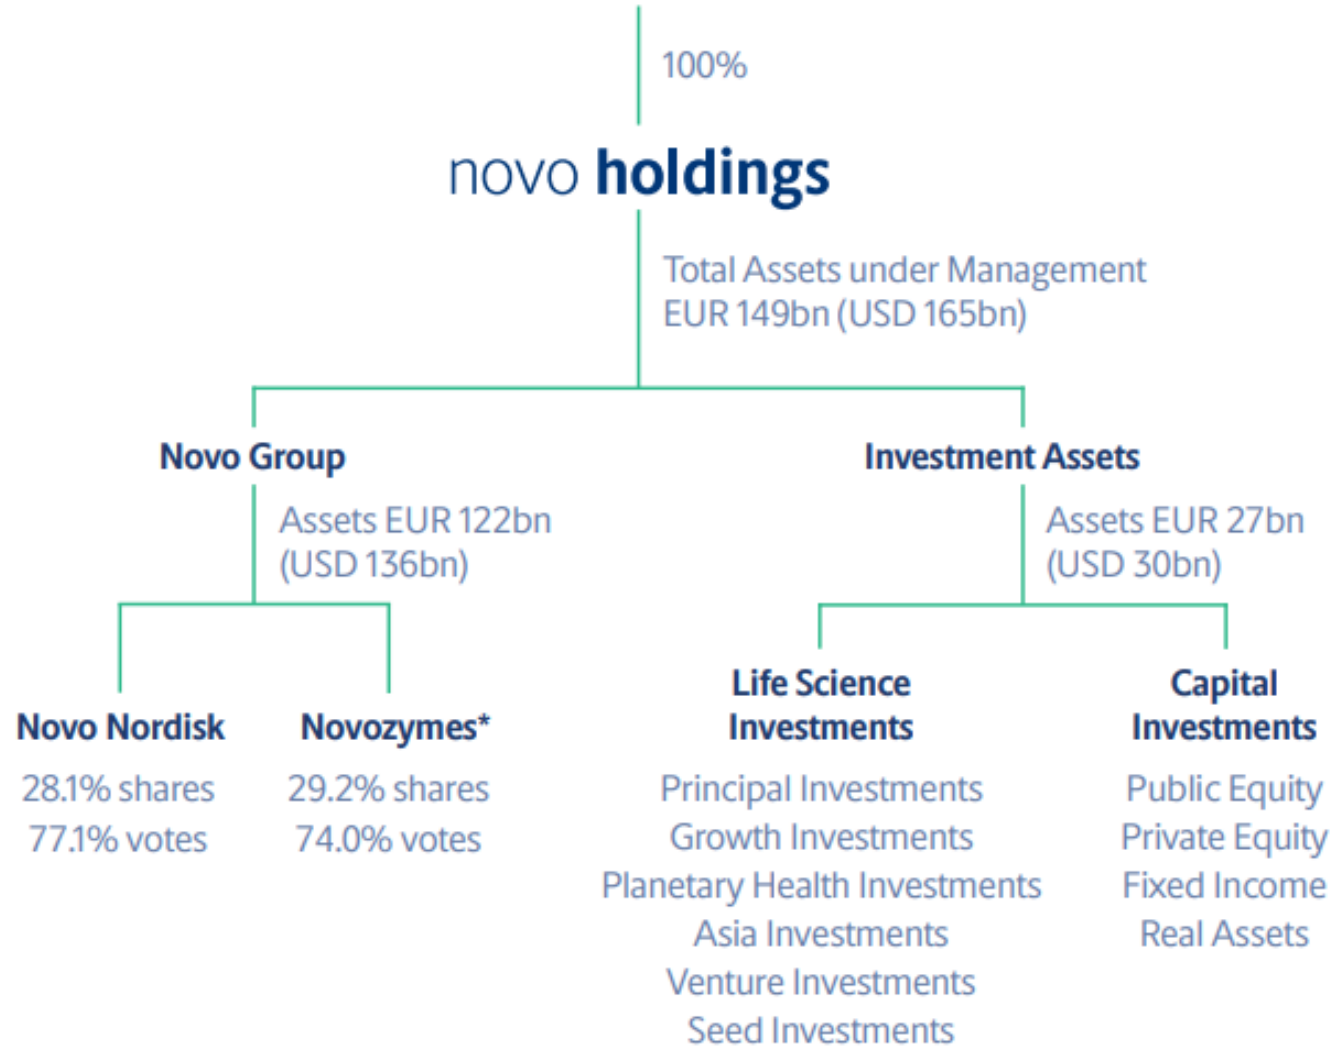 100%
novo holdings
Total Assets under Management
EUR 149bn (USD 165bn)
Novo Group
Assets EUR 122bn
(USD 136bn)
Novo Nordisk
28.1% shares
77.1% votes
Novozymes*
29.2% shares
74.0% votes
Investment Assets
Assets EUR 27bn
(USD 30bn)
Life Science
Investments
Principal Investments
Growth Investments
Planetary Health Investments
Asia Investments
Venture Investments
Seed Investments
Capital
Investments
Public Equity
Private Equity
Fixed Income
Real Assets